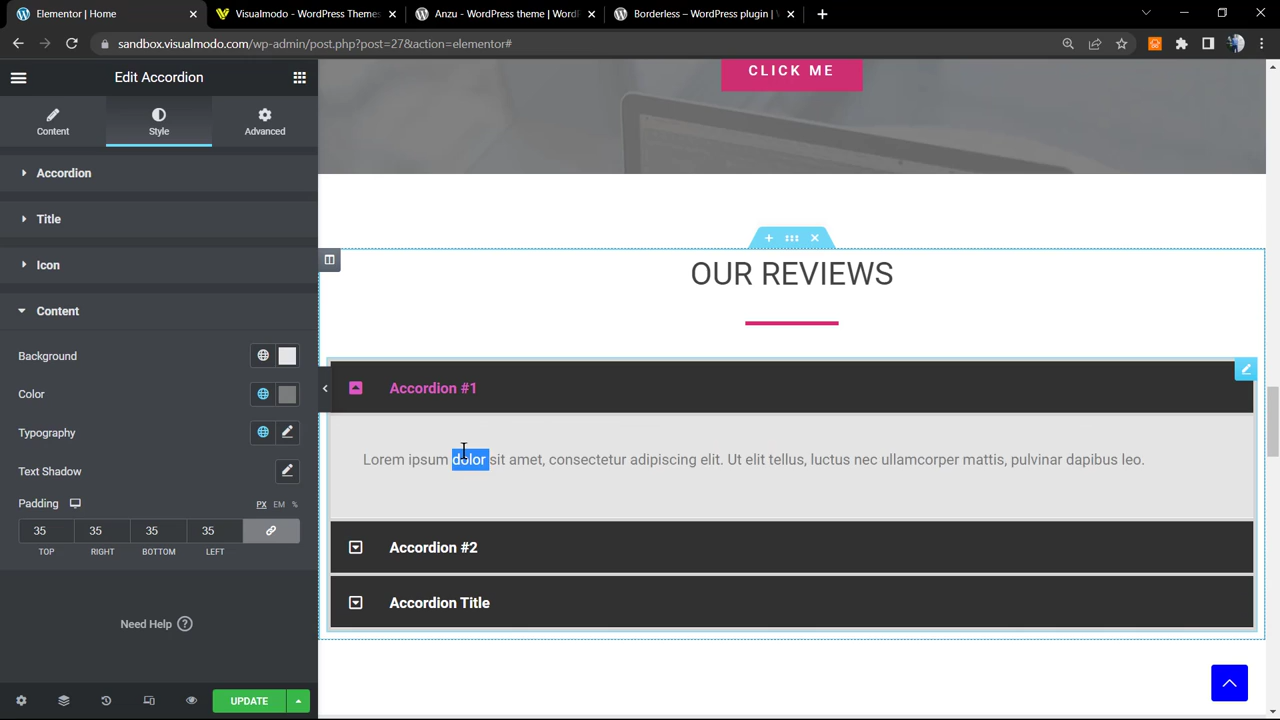 Elementor | Home
Visualmodo - WordPress Themes
Anzu - WordPress theme | WordP
Borderless – WordPress plugin | W
sandbox.visualmodo.com/wp-admin/post.php?post=27&action=elementor#
Edit Accordion
Content
Style
Advanced
Accordion
Title
Icon
Content
Background
Color
Typography
Text Shadow
Padding
PX EM %
35 35 35 35
TOP RIGHT BOTTOM LEFT
Need Help ?
UPDATE
CLICK ME
OUR REVIEWS
Accordion #1
Lorem ipsum dolor sit amet, consectetur adipiscing elit. Ut elit tellus, luctus nec ullamcorper mattis, pulvinar dapibus leo.
Accordion #2
Accordion Title